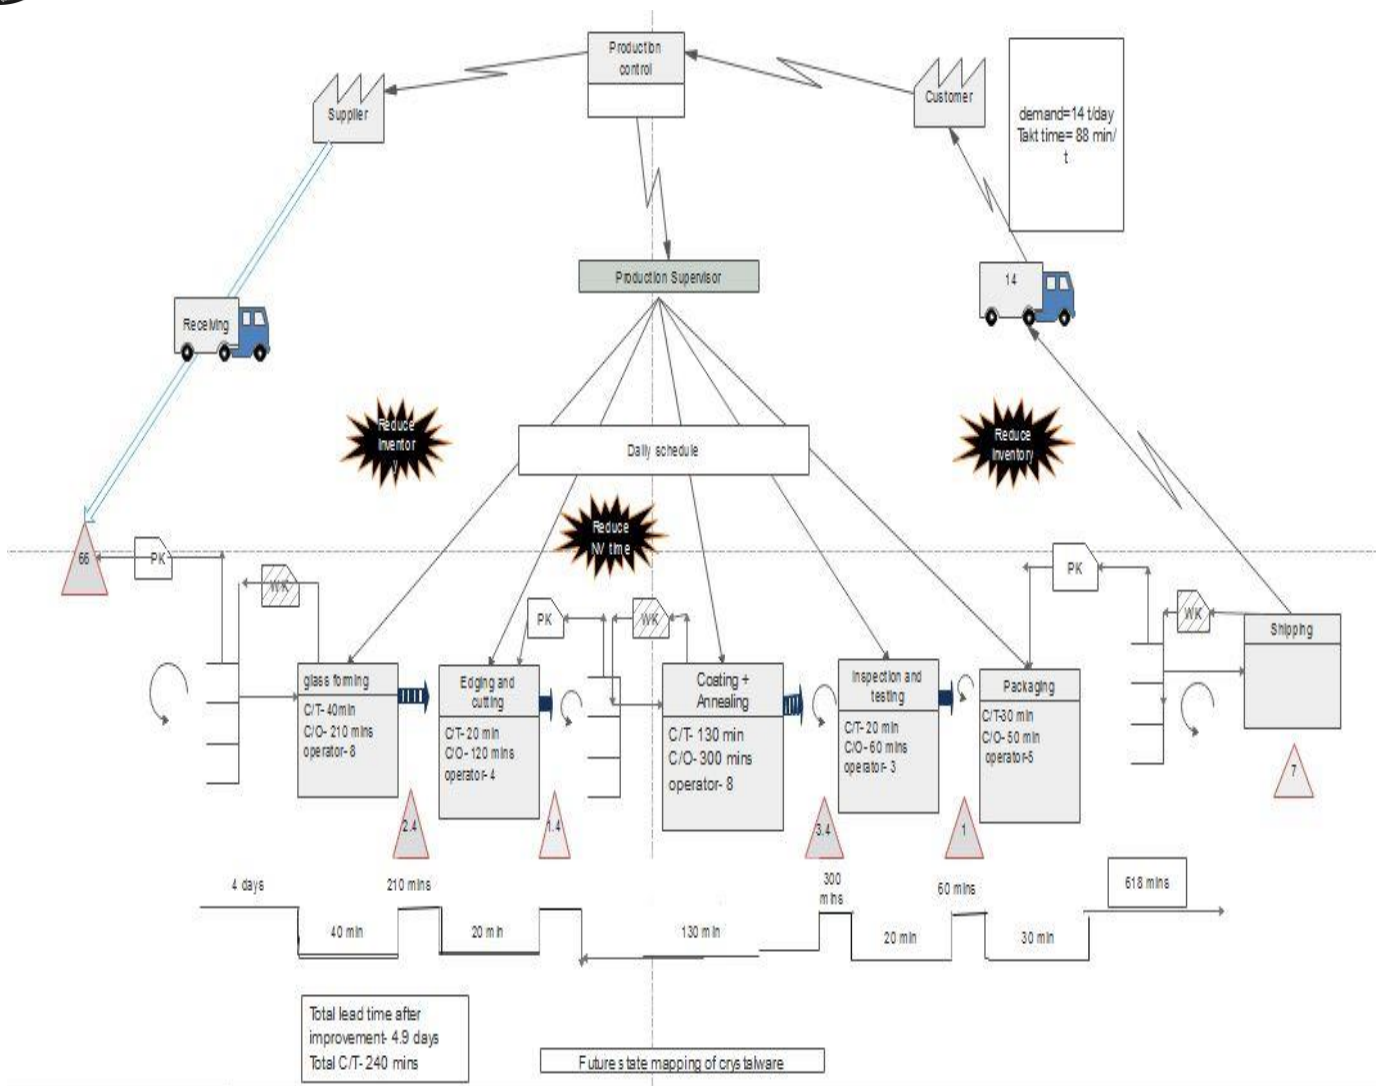 Production
control
Supplier
Customer
demand=14 t/day
Takt time= 88 min/
t
Production Supervisor
14
Receiving
Reduce
Inventor
y
Daily schedule
Reduce
Inventory
Reduce
NV time
66
PK
WK
PK
WK
PK
WK
Shipping
glass forming
C/T- 40min
C/O- 210 mins
operator- 8
Edging and
cutting
C/T- 20 min
C/O- 120 mins
operator- 4
Coating +
Annealing
C/T- 130 min
C/O- 300 mins
operator- 8
Inspection and
testing
C/T- 20 min
C/O- 60 mins
operator- 3
Packaging
C/T-30 min
C/O- 50 min
operator-5
7
2.4
1.4
3.4
1
4 days
210 mins
300
mins
60 mins
618 mins
40 min
20 min
130 min
20 min
30 min
Total lead time after
improvement- 4.9 days
Total C/T- 240 mins
Future state mapping of crystalware